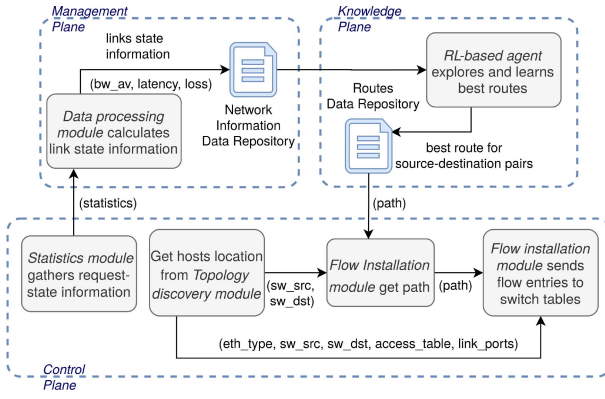 Management
Plane
links state
information
(bw_av, latency, loss)
Data processing
module calculates
link state information
Network
Information
Data Repository
(statistics)
Knowledge
Plane
RL-based agent
explores and learns
best routes
Routes
Data Repository
best route for
source-destination pairs
(path)
Statistics module
gathers request-
state information
Get hosts location
from Topology
discovery module
(sw_src,
sw_dst)
Flow Installation
module get path
(path)
Flow installation
module sends
flow entries to
switch tables
(eth_type, sw_src, sw_dst, access_table, link_ports)
Control
Plane